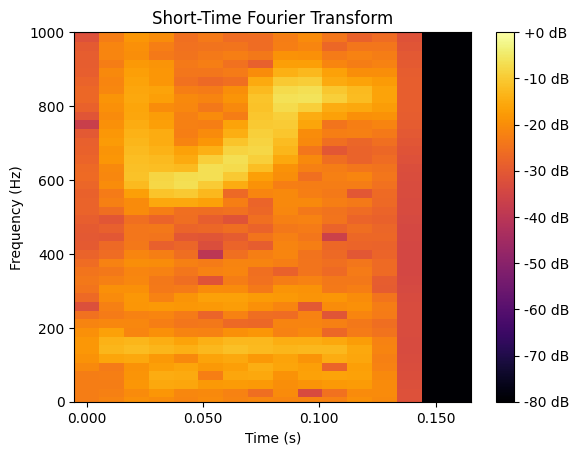 Short-Time Fourier Transform
Frequency (Hz)
1000
800
600
400
200
0
0.000
0.050
0.100
0.150
Time (s)
+0 dB
-10 dB
-20 dB
-30 dB
-40 dB
-50 dB
-60 dB
-70 dB
-80 dB